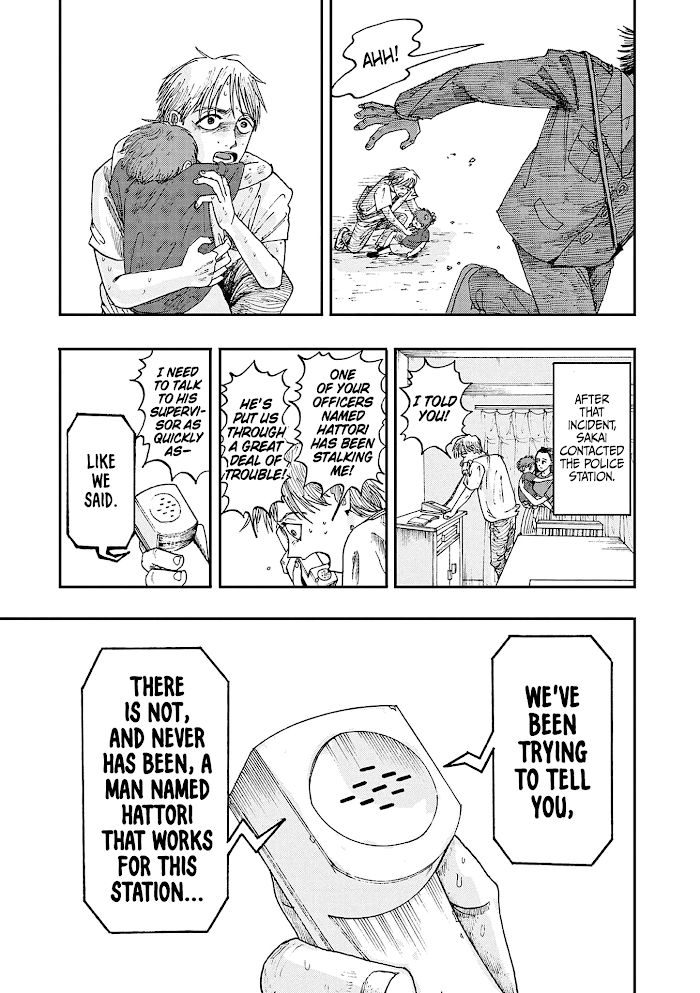 AHH!
AFTER
THAT
INCIDENT,
SAKAI
CONTACTED
THE POLICE
STATION.
I TOLD
YOU!
ONE
OF YOUR
OFFICERS
NAMED
HATTORI
HAS BEEN
STALKING
ME!
HE'S
PUT US
THROUGH
A GREAT
DEAL OF
TROUBLE!
I NEED
TO TALK
TO HIS
SUPERVI-
SOR AS
QUICKLY
AS–
LIKE
WE
SAID.
WE'VE
BEEN
TRYING
TO TELL
YOU,
THERE
IS NOT,
AND NEVER
HAS BEEN, A
MAN NAMED
HATTORI
THAT WORKS
FOR THIS
STATION...